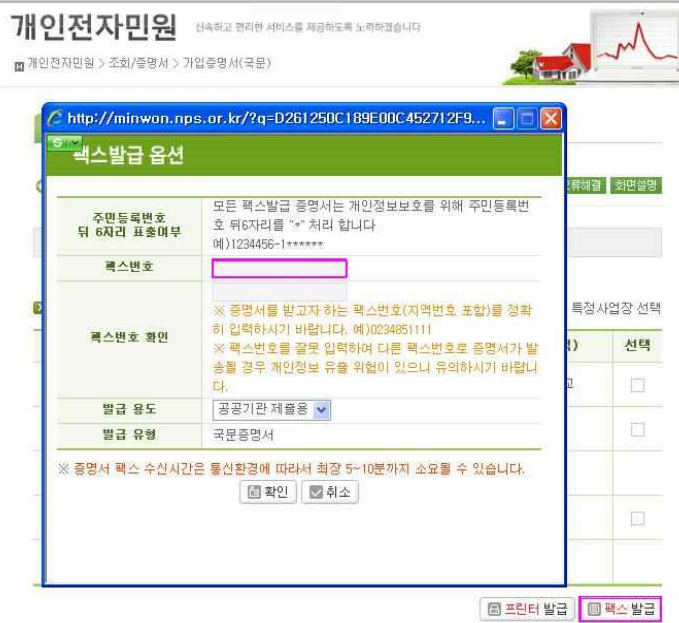 개인전자민원 신속하고 편리한 서비스를 제공하도록 노력하겠습니다
개인전자민원 > 조회/증명서 > 가입증명서(국문)
http://minwon.nps.or.kr/?q=D261250C189E00C452712F9...
팩스발급 옵션
오류해결 화면설명
주민등록번호
뒤 6자리 표출여부
모든 팩스발급 증명서는 개인정보보호를 위해 주민등록번
호 뒤6자리를 "*" 처리 합니다
예)1234456-1******
팩스번호
팩스번호 확인
※ 증명서를 받고자 하는 팩스번호(지역번호 포함)를 정확
히 입력하시기 바랍니다. 예)0234851111
※ 팩스번호를 잘못 입력하여 다른 팩스번호로 증명서가 발
송될 경우 개인정보 유출 위험이 있으니 유의하시기 바랍니
다.
특정사업장 선택
선택
발급 용도 공공기관 제출용
발급 유형 국문증명서
※ 증명서 팩스 수신시간은 통신환경에 따라서 최장 5~10분까지 소요될 수 있습니다.
확인 취소
프린터 발급 팩스 발급